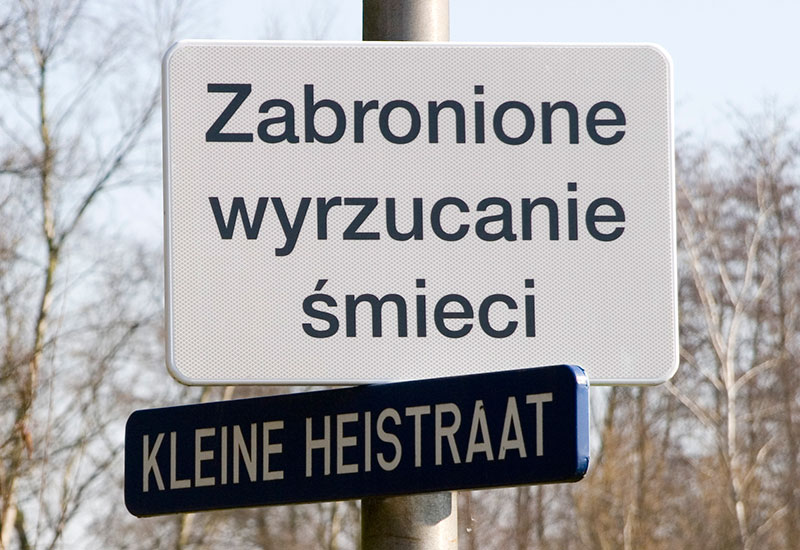 Zabronione
wyrzucanie
śmieci
KLEINE HEISTRAAT